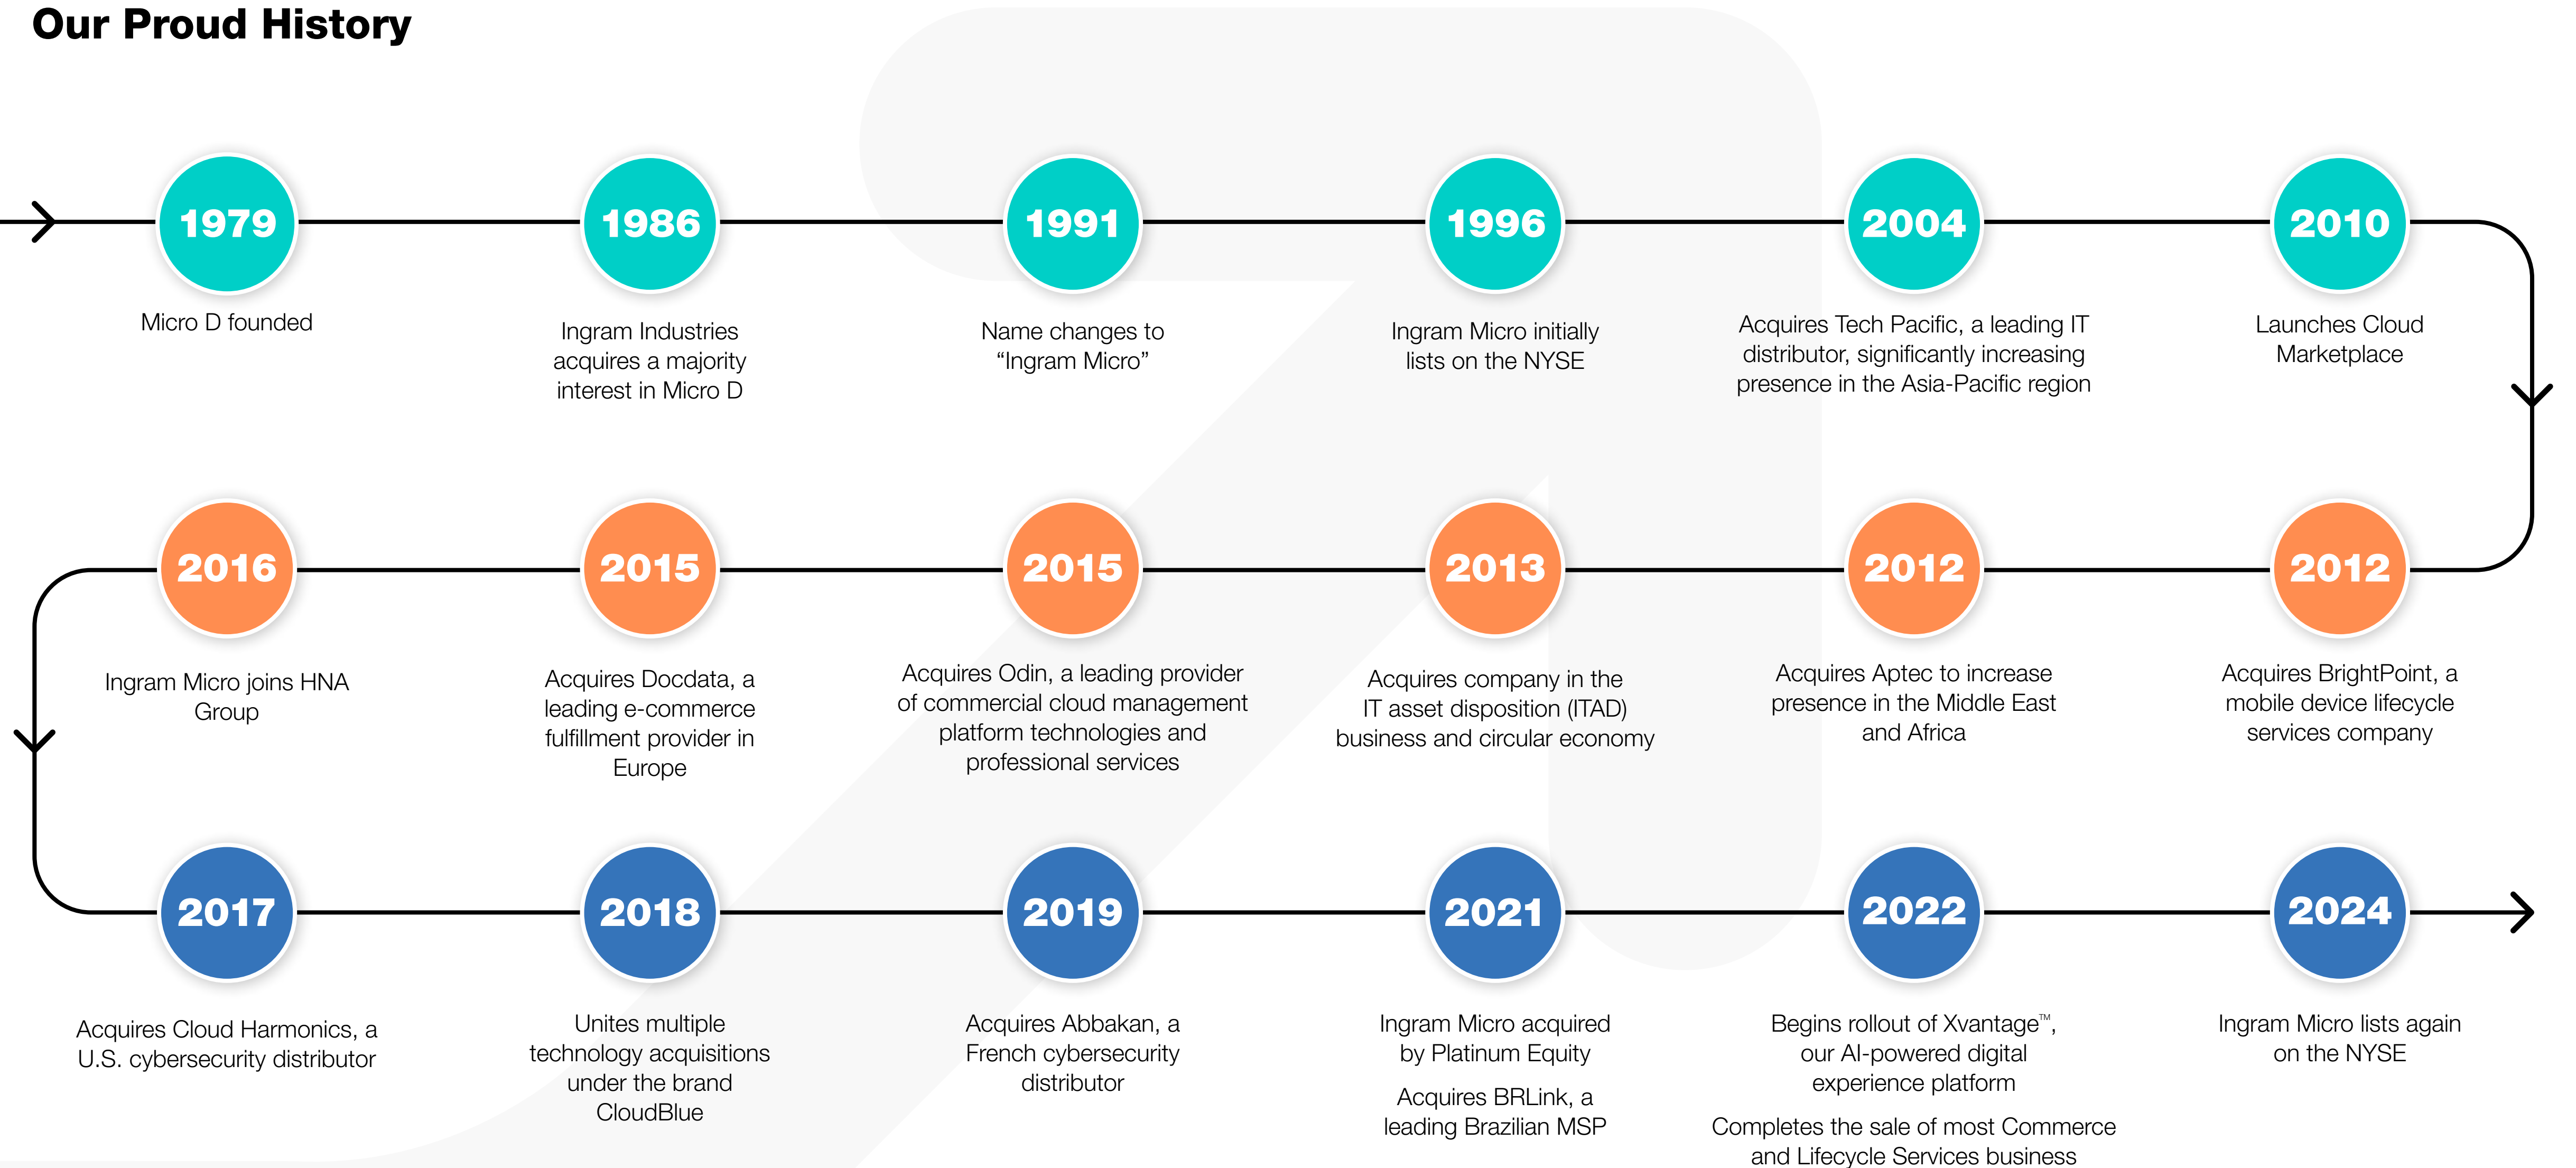 Our Proud History
1979
Micro D founded
1986
Ingram Industries
acquires a majority
interest in Micro D
1991
Name changes to
“Ingram Micro”
1996
Ingram Micro initially
lists on the NYSE
2004
Acquires Tech Pacific, a leading IT
distributor, significantly increasing
presence in the Asia-Pacific region
2010
Launches Cloud
Marketplace
2012
Acquires BrightPoint, a
mobile device lifecycle
services company
2012
Acquires Aptec to increase
presence in the Middle East
and Africa
2013
Acquires company in the
IT asset disposition (ITAD)
business and circular economy
2015
Acquires Odin, a leading provider
of commercial cloud management
platform technologies and
professional services
2015
Acquires Docdata, a
leading e-commerce
fulfillment provider in
Europe
2016
Ingram Micro joins HNA
Group
2017
Acquires Cloud Harmonics, a
U.S. cybersecurity distributor
2018
Unites multiple
technology acquisitions
under the brand
CloudBlue
2019
Acquires Abbakan, a
French cybersecurity
distributor
2021
Ingram Micro acquired
by Platinum Equity
Acquires BRLink, a
leading Brazilian MSP
2022
Begins rollout of Xvantage™,
our AI-powered digital
experience platform
Completes the sale of most Commerce
and Lifecycle Services business
2024
Ingram Micro lists again
on the NYSE